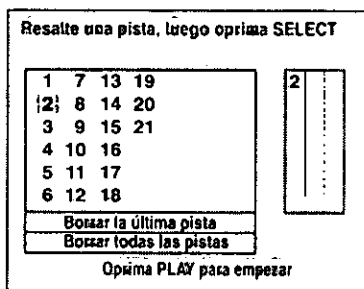 Resalte una pista, luego oprima SELECT
1 7 13 19
2 8 14 20
3 9 15 21
4 10 16
5 11 17
6 12 18
2
Borrar la última pista
Borrar todas las pistas
Oprima PLAY para empezar